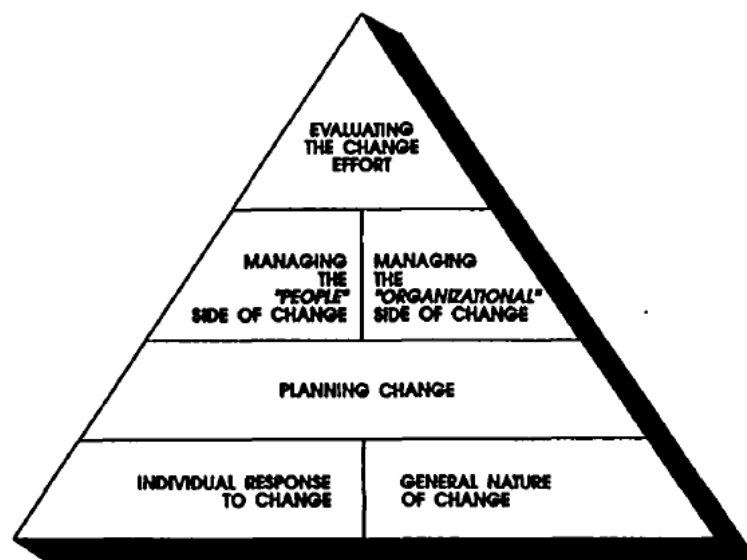 EVALUATING
THE CHANGE
EFFORT
MANAGING
THE
"PEOPLE"
SIDE OF CHANGE
MANAGING
THE
"ORGANIZATIONAL"
SIDE OF CHANGE
PLANNING CHANGE
INDIVIDUAL RESPONSE
TO CHANGE
GENERAL NATURE
OF CHANGE